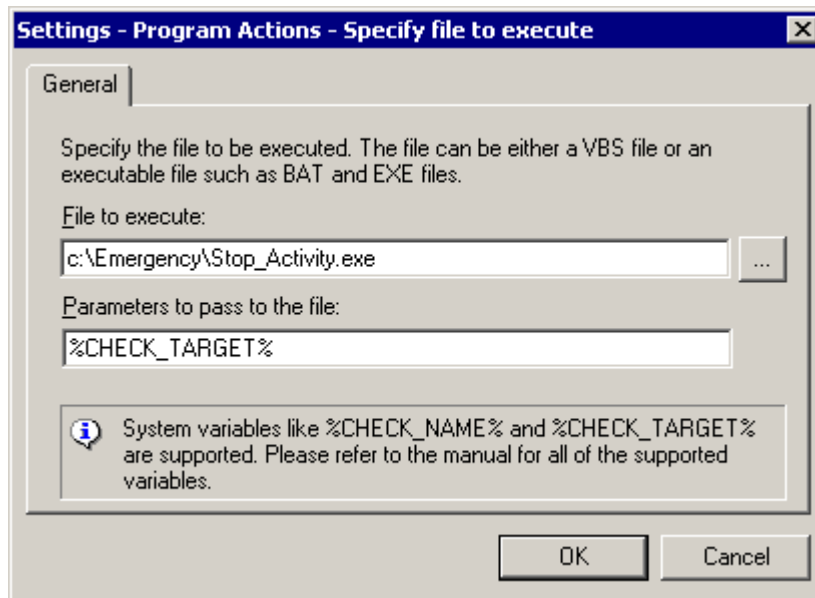 Settings - Program Actions - Specify file to execute
General
Specify the file to be executed. The file can be either a VBS file or an
executable file such as BAT and EXE files.
File to execute:
c:\Emergency\Stop_Activity.exe
...
Parameters to pass to the file:
%CHECK_TARGET%
System variables like %CHECK_NAME% and %CHECK_TARGET%
are supported. Please refer to the manual for all of the supported
variables.
OK
Cancel